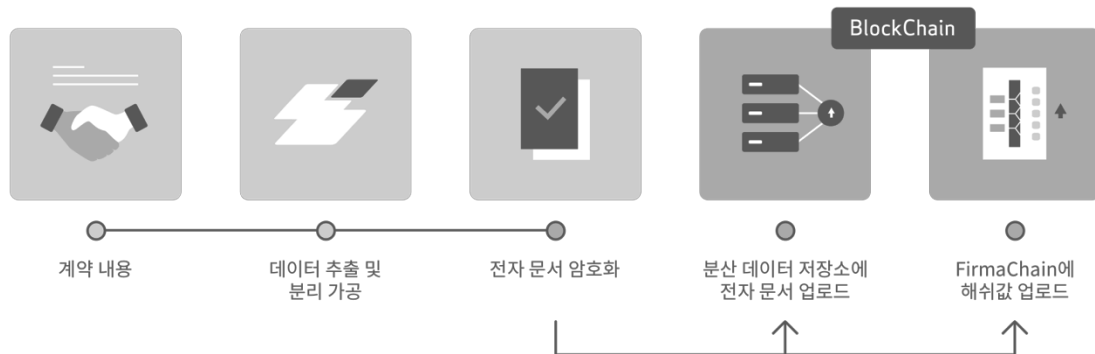 BlockChain
계약 내용
데이터 추출 및
분리 가공
전자 문서 암호화
분산 데이터 저장소에
전자 문서 업로드
FirmaChain에
해쉬값 업로드